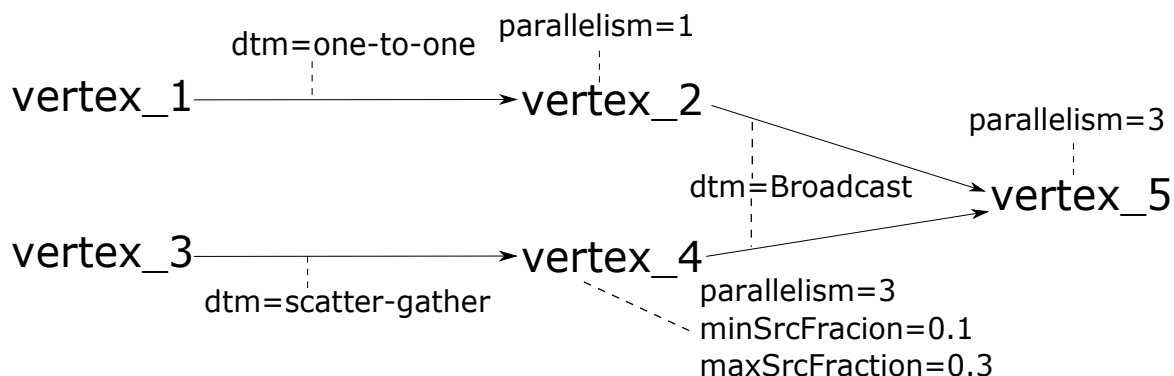 dtm=one-to-one
parallelism=1
vertex_1
vertex_2
parallelism=3
dtm=Broadcast
vertex_5
vertex_3
vertex_4
dtm=scatter-gather
parallelism=3
minSrcFracion=0.1
maxSrcFraction=0.3